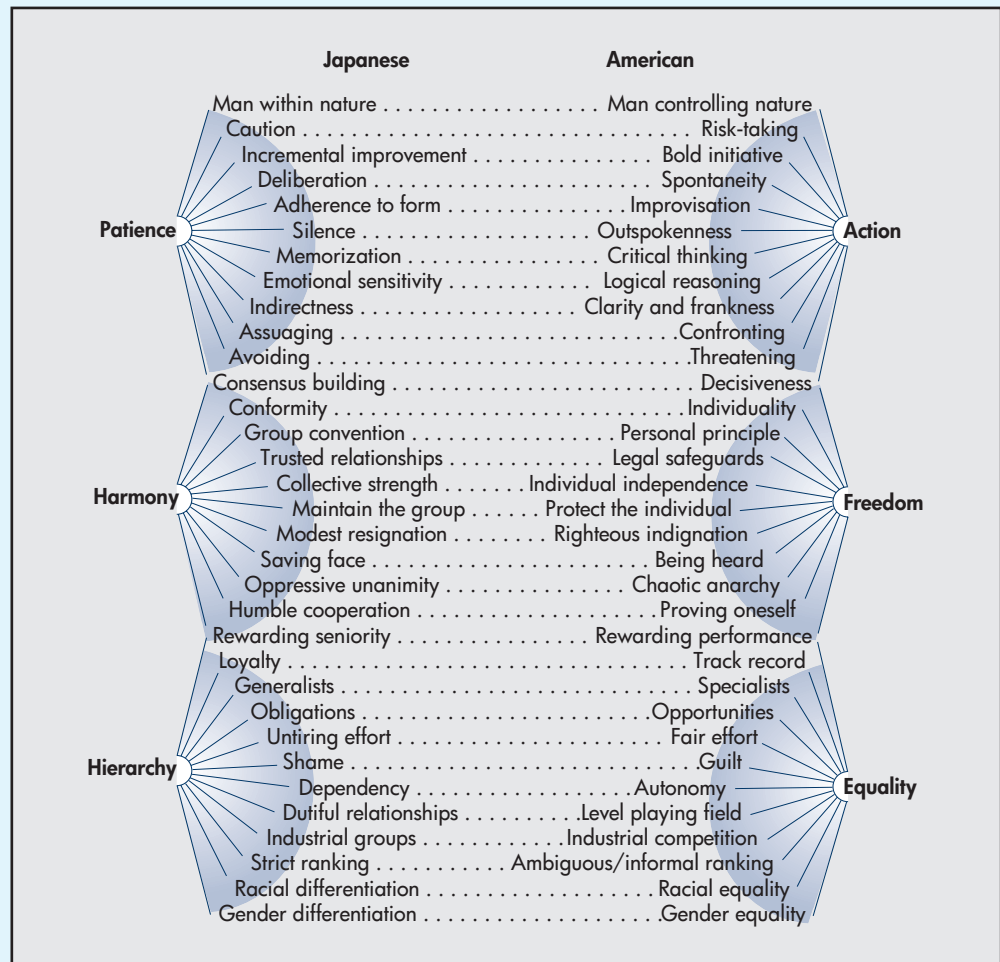 Japanese American
Man within nature . . . . . . . . . . . . . . . . . . Man controlling nature
Caution . . . . . . . . . . . . . . . . . . . . . . . . . . . . . . . . Risk-taking
Incremental improvement . . . . . . . . . . . . . . . Bold initiative
Deliberation . . . . . . . . . . . . . . . . . . . . . . . Spontaneity
Adherence to form . . . . . . . . . . . . . . . Improvisation
Patience Silence . . . . . . . . . . . . . . . . . . . . Outspokenness Action
Memorization . . . . . . . . . . . . . . . Critical thinking
Emotional sensitivity . . . . . . . . . . . . Logical reasoning
Indirectness . . . . . . . . . . . . . . . . . . Clarity and frankness
Assuaging . . . . . . . . . . . . . . . . . . . . . . . . . . . . Confronting
Avoiding . . . . . . . . . . . . . . . . . . . . . . . . . . . . . . .Threatening
Consensus building . . . . . . . . . . . . . . . . . . . . . . . . . Decisiveness
Conformity . . . . . . . . . . . . . . . . . . . . . . . . . . . . .Individuality
Group convention . . . . . . . . . . . . . . . . . Personal principle
Trusted relationships . . . . . . . . . . . . . Legal safeguards
Harmony Collective strength . . . . . . . Individual independence Freedom
Maintain the group . . . . . . Protect the individual
Modest resignation . . . . . . . . Righteous indignation
Saving face . . . . . . . . . . . . . . . . . . . . . . . Being heard
Oppressive unanimity . . . . . . . . . . . . . . . . Chaotic anarchy
Humble cooperation . . . . . . . . . . . . . . . . . . . . Proving oneself
Rewarding seniority . . . . . . . . . . . . . . . . Rewarding performance
Loyalty . . . . . . . . . . . . . . . . . . . . . . . . . . . . . . . . . Track record
Generalists . . . . . . . . . . . . . . . . . . . . . . . . . . . . . Specialists
Obligations . . . . . . . . . . . . . . . . . . . . . . . .Opportunities
Untiring effort . . . . . . . . . . . . . . . . . . . . . . Fair effort
Hierarchy Shame . . . . . . . . . . . . . . . . . . . . . . . . . . . . .Guilt
Dependency . . . . . . . . . . . . . . . . . . Autonomy Equality
Dutiful relationships . . . . . . . . . .Level playing field
Industrial groups . . . . . . . . . . . Industrial competition
Strict ranking . . . . . . . . . . . Ambiguous/informal ranking
Racial differentiation . . . . . . . . . . . . . . . . . . Racial equality
Gender differentiation . . . . . . . . . . . . . . . . . . .Gender equality